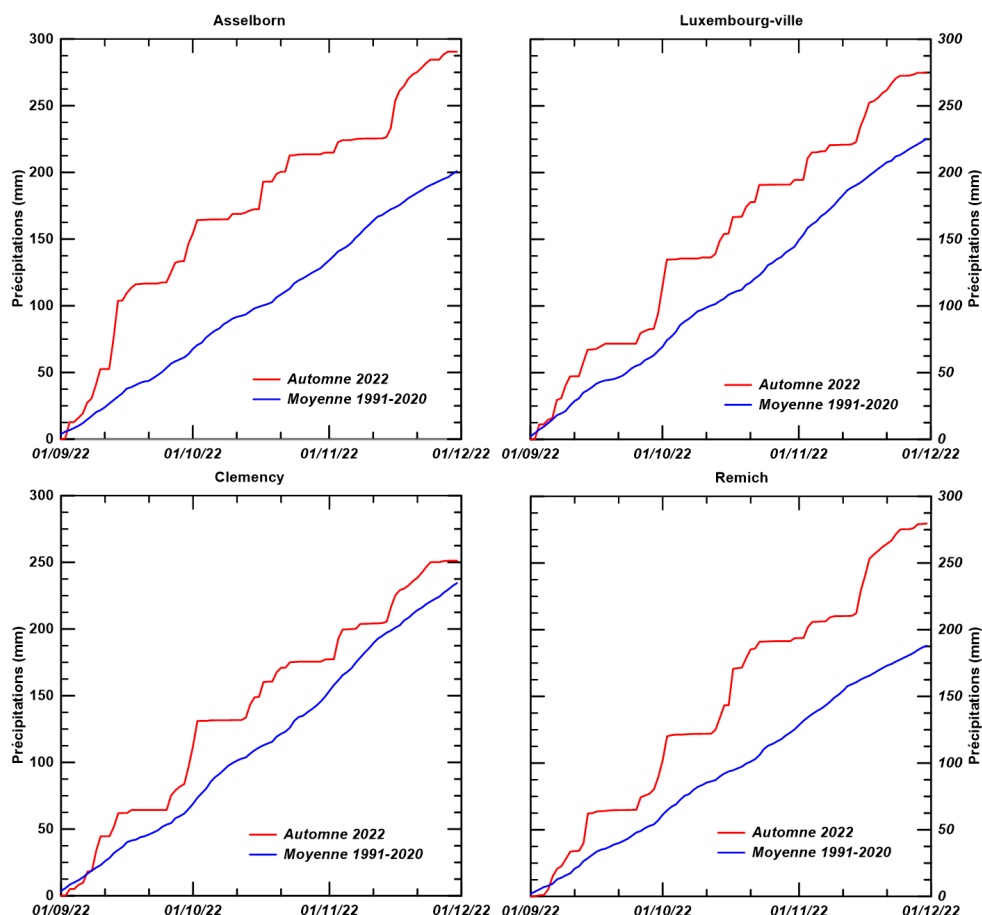 Asselborn
Précipitations (mm)
300
250
200
150
100
50
0
Automne 2022
Moyenne 1991-2020
01/09/22
01/10/22
01/11/22
01/12/22
Luxembourg-ville
300
250
200
150
100
50
0
Précipitations (mm)
Automne 2022
Moyenne 1991-2020
01/09/22
01/10/22
01/11/22
01/12/22
Clemency
Précipitations (mm)
300
250
200
150
100
50
0
Automne 2022
Moyenne 1991-2020
01/09/22
01/10/22
01/11/22
01/12/22
Remich
300
250
200
150
100
50
0
Précipitations (mm)
Automne 2022
Moyenne 1991-2020
01/09/22
01/10/22
01/11/22
01/12/22